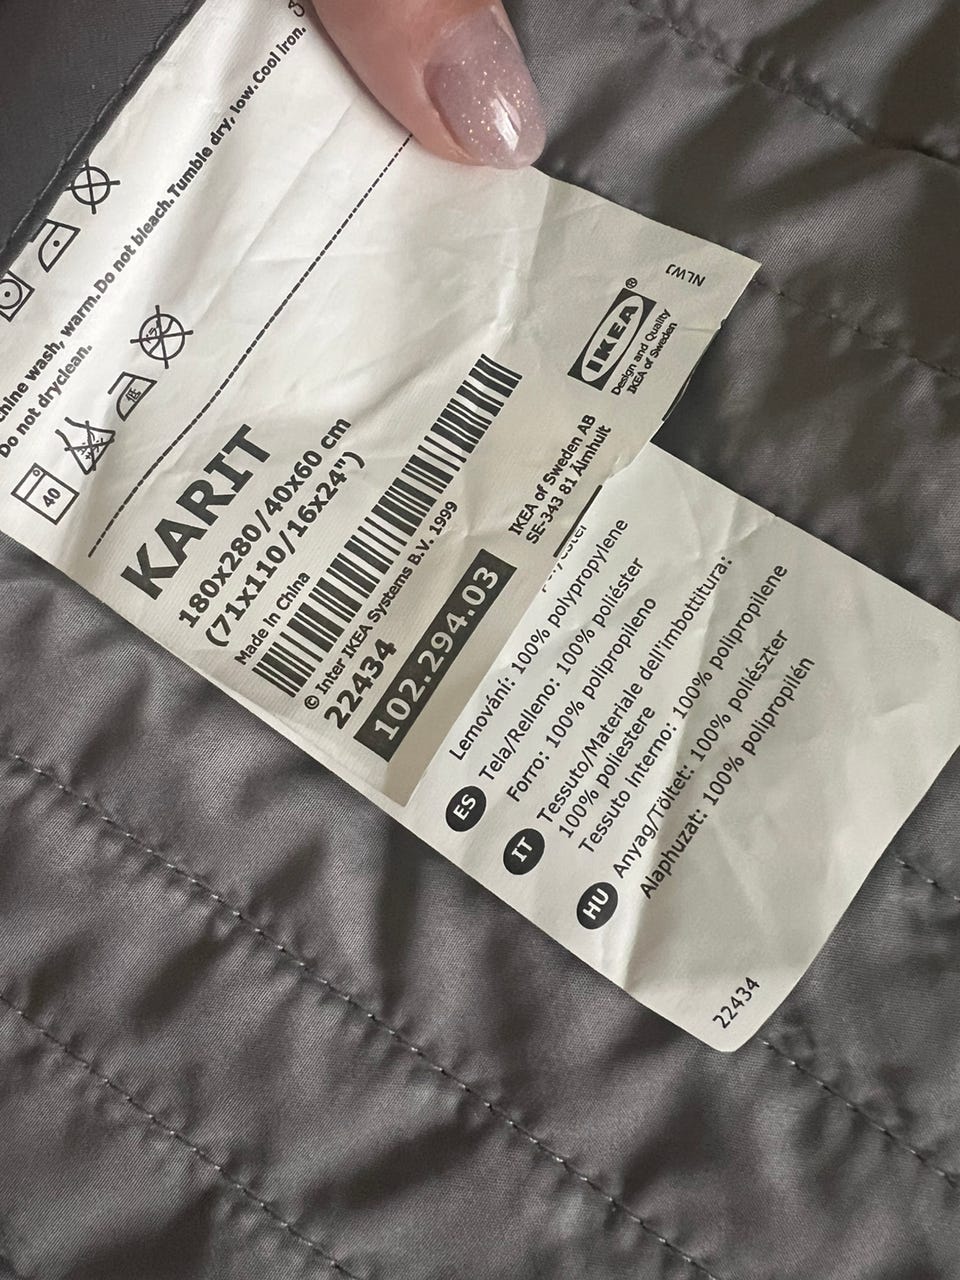 chine wash, warm. Do not bleach. Tumble dry, low. Cool iron.
Do not dryclean.
40
低
KARIT
180x280/40x60 cm
(71x110/16x24")
Made in China
© Inter IKEA Systems B.V. 1999
22434
102.294.03
IKEA of Sweden AB
SE-343 81 Älmhult
IKEA®
Design and Quality
IKEA of Sweden
NLWJ
Lemování: 100% polypropylene
ES Tela/Relleno: 100% poliéster
Forro: 100% polipropileno
IT Tessuto/Materiale dell'imbottitura:
100% poliestere
Tessuto interno: 100% polipropilene
HU Anyag/Töltet: 100% poliészter
Alaphuzat: 100% polipropilén
22434